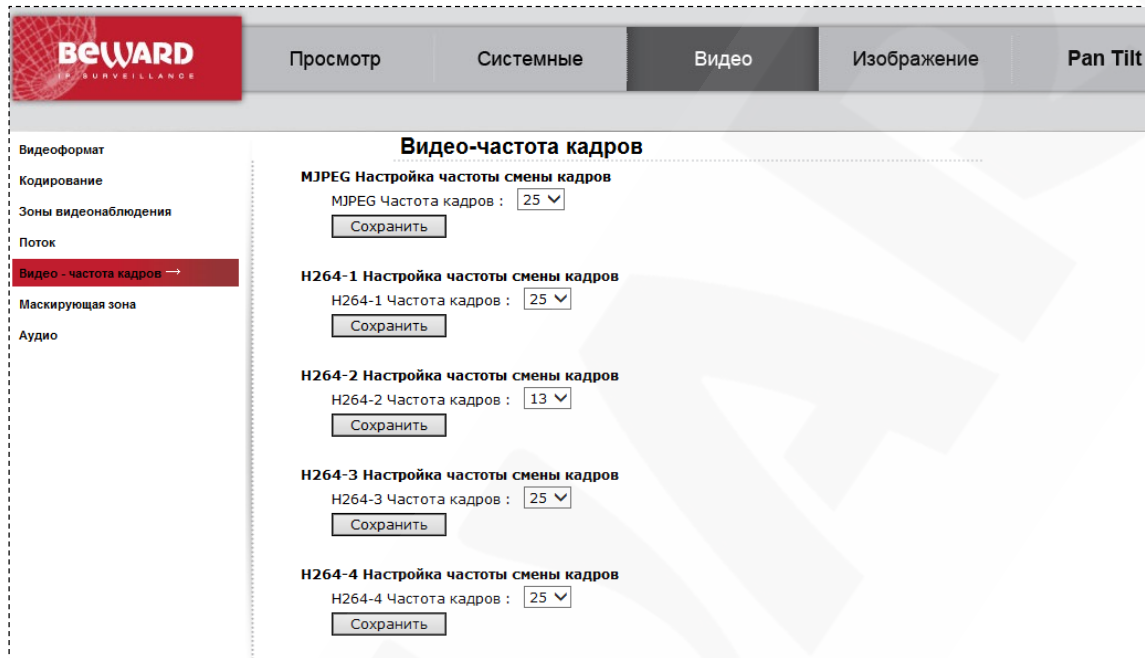 BEWARD
IP SURVEILLANCE
Просмотр
Системные
Видео
Изображение
Pan Tilt
Видеоформат
Кодирование
Зоны видеонаблюдения
Поток
Видео - частота кадров →
Маскирующая зона
Аудио
Видео-частота кадров
MJPEG Настройка частоты смены кадров
MJPEG Частота кадров : 25
Сохранить
H264-1 Настройка частоты смены кадров
H264-1 Частота кадров : 25
Сохранить
H264-2 Настройка частоты смены кадров
H264-2 Частота кадров : 13
Сохранить
H264-3 Настройка частоты смены кадров
H264-3 Частота кадров : 25
Сохранить
H264-4 Настройка частоты смены кадров
H264-4 Частота кадров : 25
Сохранить